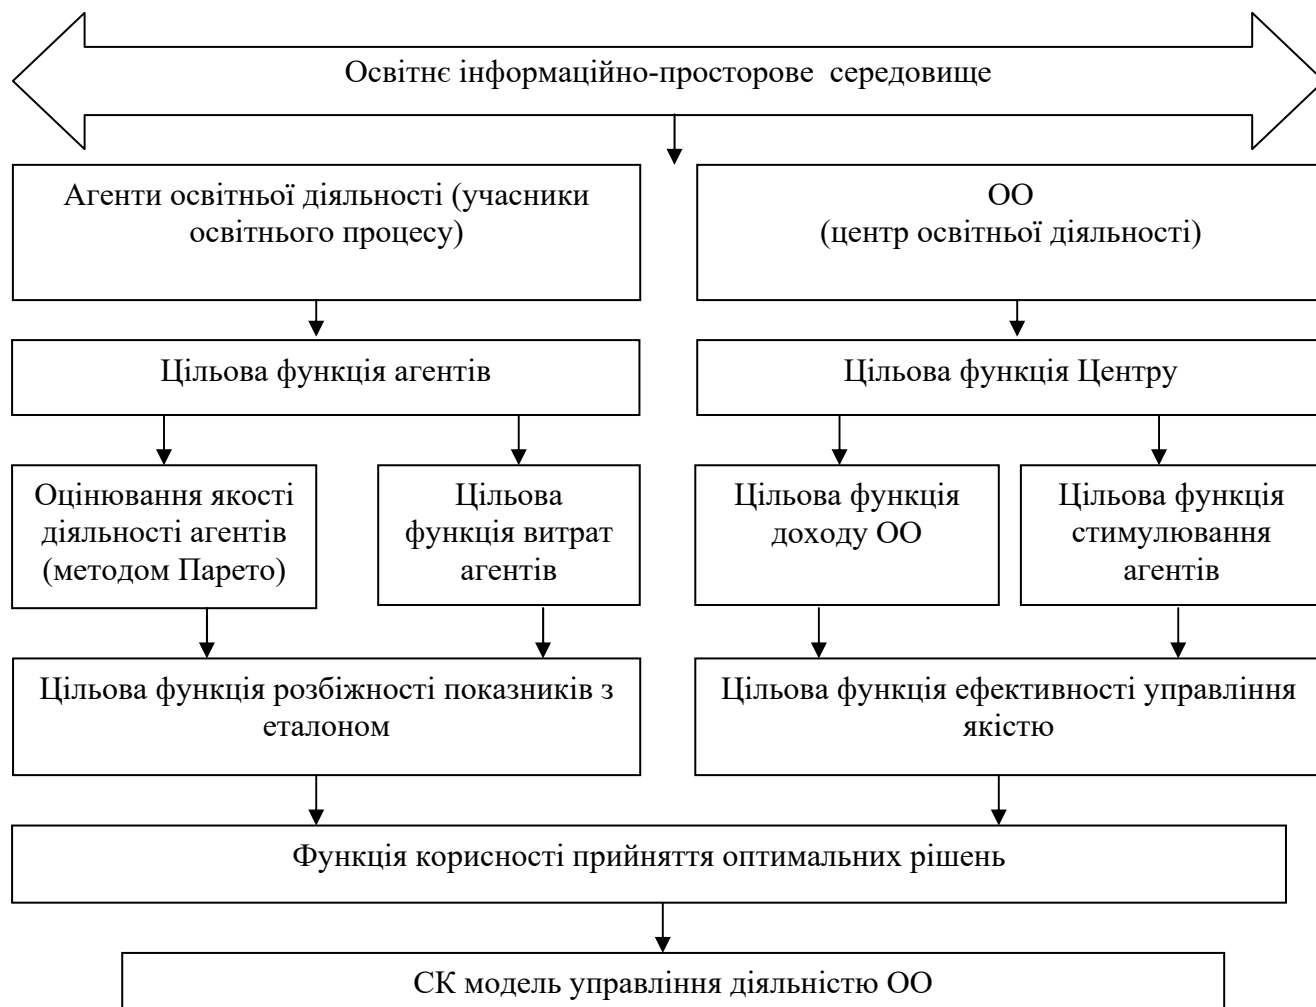 Освітнє інформаційно-просторове середовище
Агенти освітньої діяльності (учасники
освітнього процесу)
ОО
(центр освітньої діяльності)
Цільова функція агентів
Цільова функція Центру
Оцінювання якості
діяльності агентів
(методом Парето)
Цільова
функція витрат
агентів
Цільова функція
доходу ОО
Цільова функція
стимулювання
агентів
Цільова функція розбіжності показників з
еталоном
Цільова функція ефективності управління
якістю
Функція корисності прийняття оптимальних рішень
СК модель управління діяльністю ОО